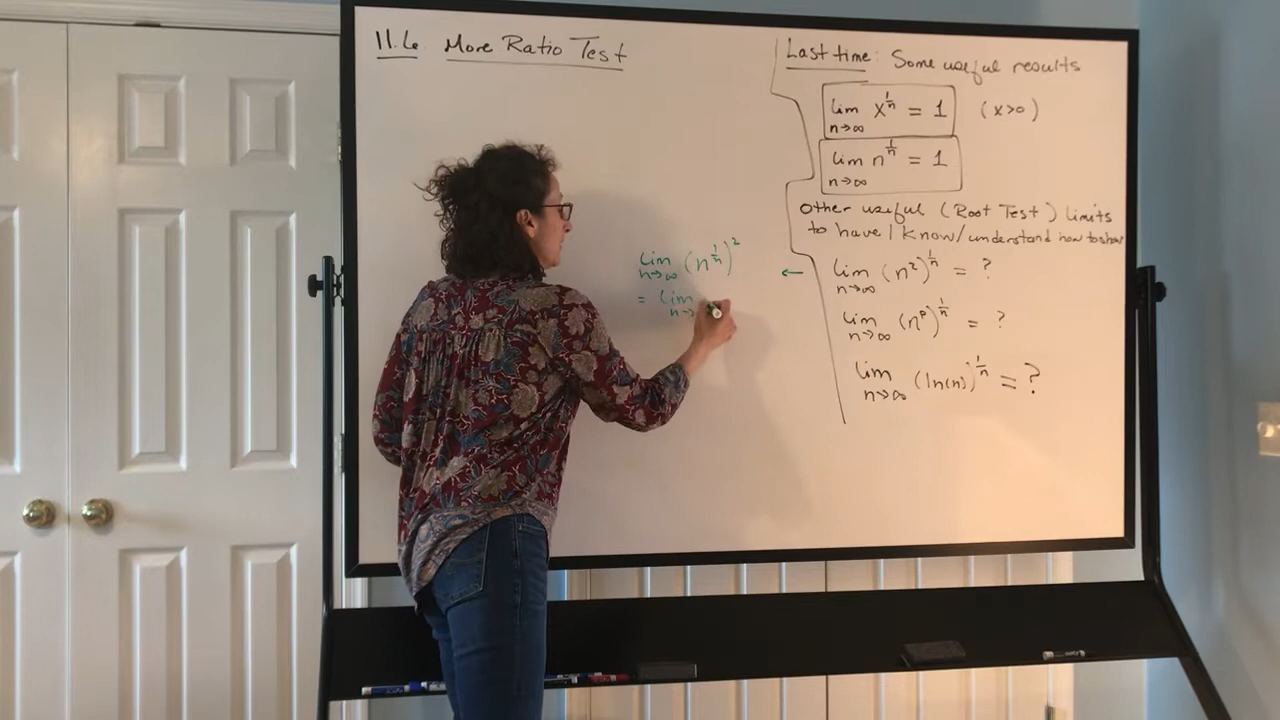 11.6 More Ratio Test
Last time: Some useful results
lim n→∞ x^(1/n) = 1 (x>0)
lim n→∞ n^(1/n) = 1
Other useful (Root Test) limits
to have/know/understand how to show
lim n→∞ (n²)^(1/n) = ?
lim n→∞ (n^p)^(1/n) = ?
lim n→∞ (ln(n))^(1/n) = ?
←
lim n→∞ (n^(1/n))²
= lim n→